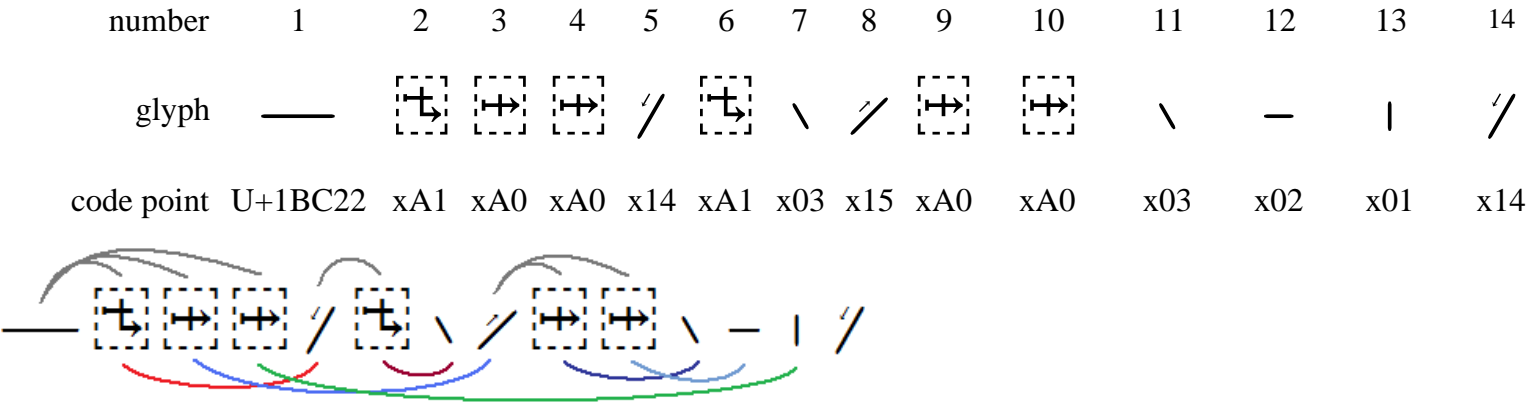 number 1 2 3 4 5 6 7 8 9 10 11 12 13 14
glyph
code point U+1BC22 xA1 xA0 xA0 x14 xA1 x03 x15 xA0 xA0 x03 x02 x01 x14